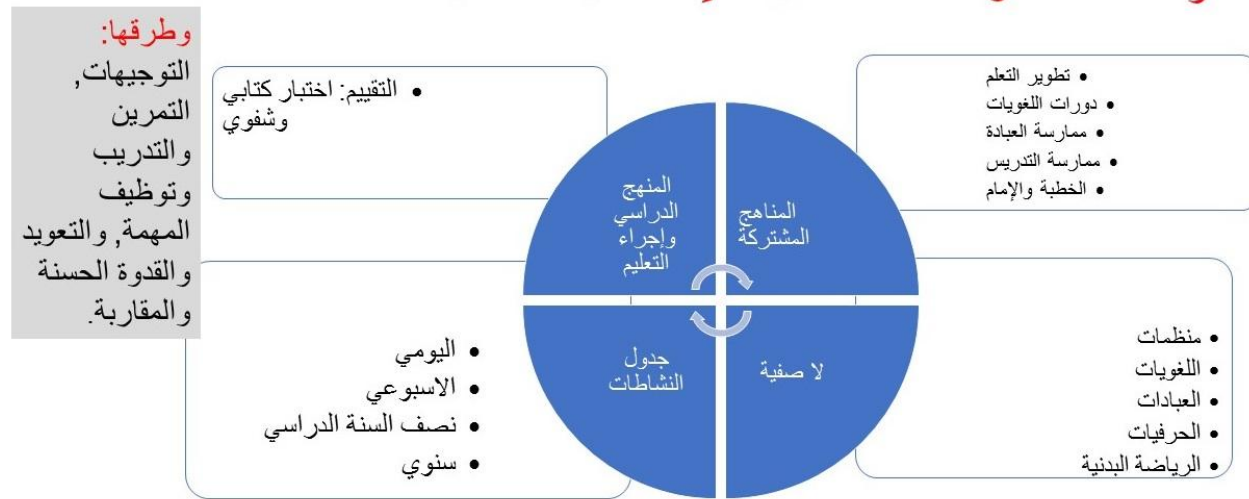 وطرقها:
التوجيهات,
التمرين
والتدريب
وتوظيف
المهمة, والتعويد
والقدوة الحسنة
والمقاربة.
• تطوير التعلم
• دورات اللغويات
• ممارسة العبادة
• ممارسة التدريس
• الخطبة والإمام
• التقييم: اختبار كتابي
وشفوي
المناهج
المشتركة
المنهج
الدراسي
وإجراء
التعليم
لا صفية
جدول
النشاطات
• منظمات
• اللغويات
• العبادات
• الحرفيات
• الرياضة البدنية
• اليومي
• الاسبوعي
• نصف السنة الدراسي
• سنوي